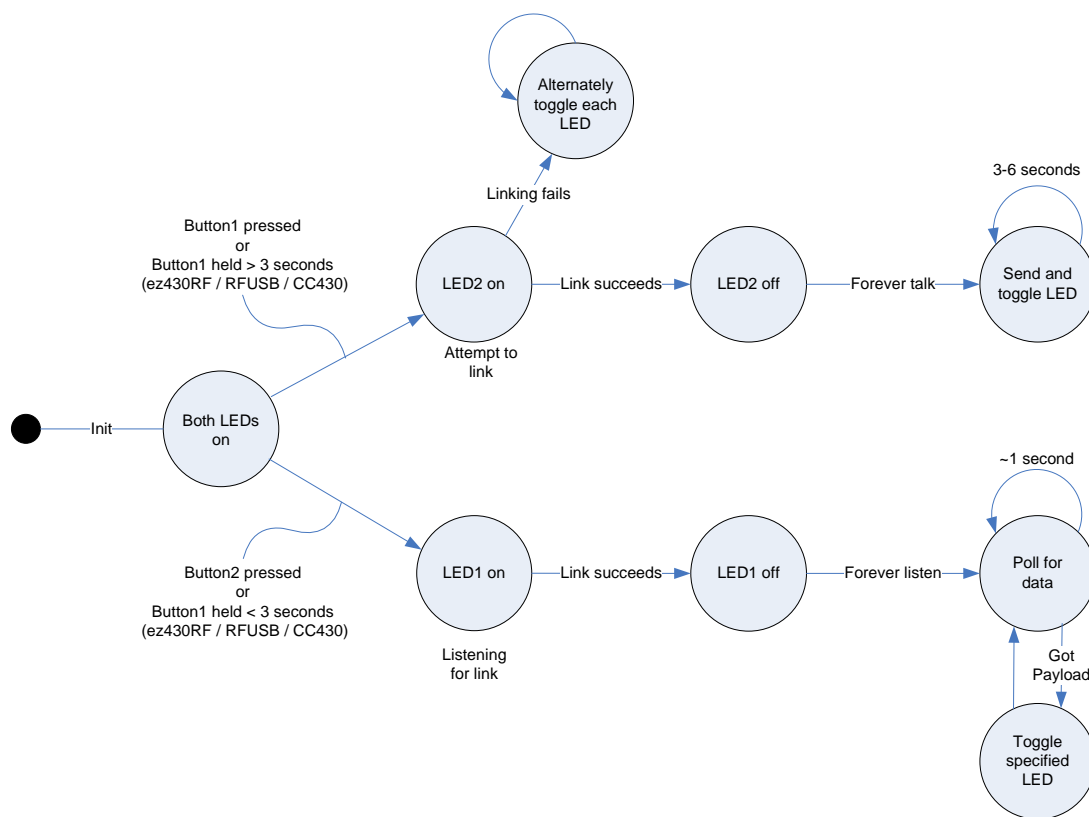 Alternately
toggle each
LED
Linking fails
3-6 seconds
Button1 pressed
or
Button1 held > 3 seconds
(ez430RF / RFUSB / CC430)
LED2 on
Link succeeds
LED2 off
Forever talk
Send and
toggle LED
Attempt to
link
Init
Both LEDs
on
~1 second
Button2 pressed
or
Button1 held < 3 seconds
(ez430RF / RFUSB / CC430)
LED1 on
Link succeeds
LED1 off
Forever listen
Poll for
data
Listening
for link
Got
Payload
Toggle
specified
LED